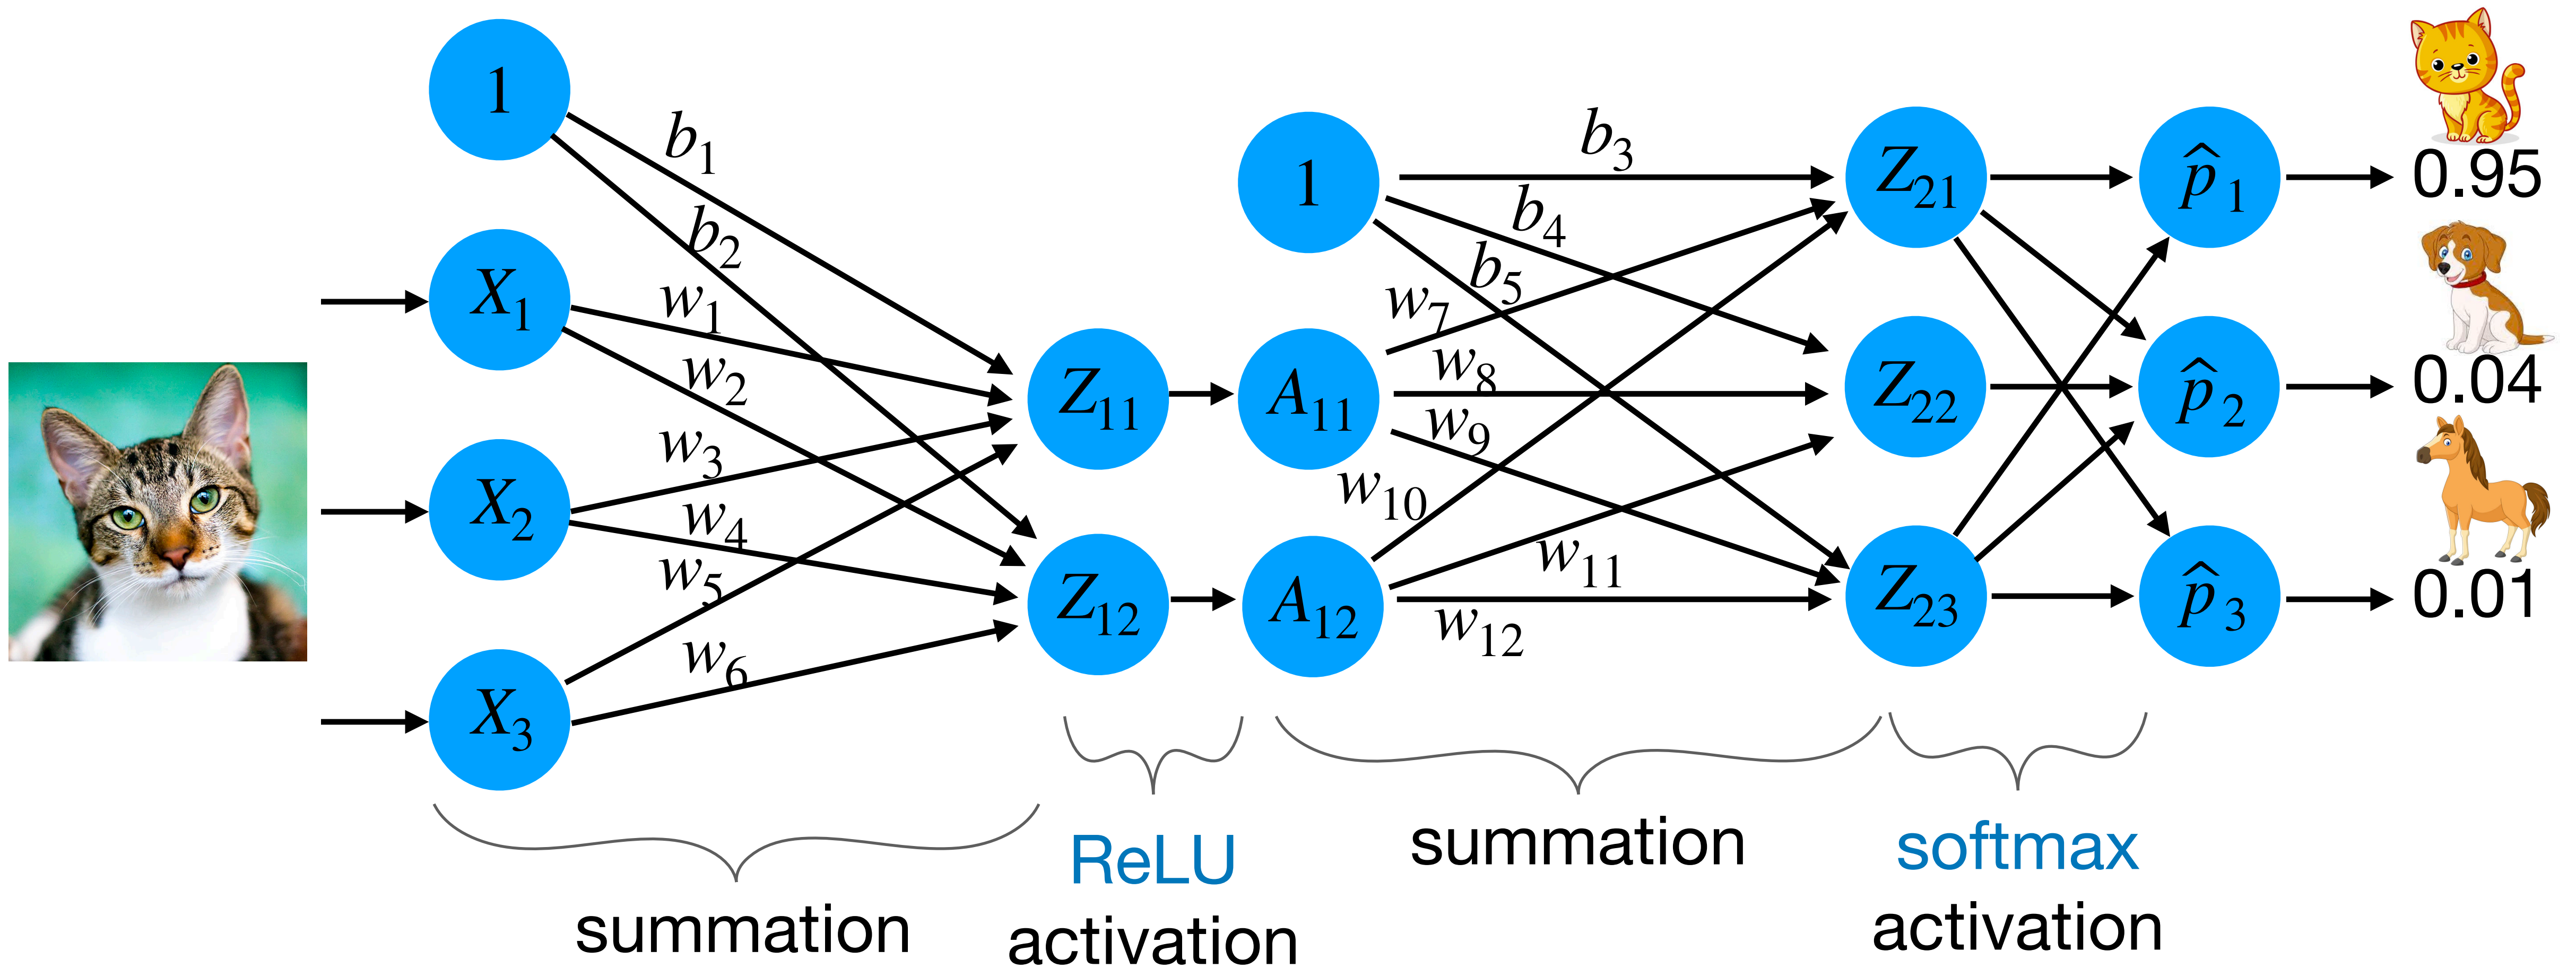 1
b₁
b₂
X₁
w₁
w₂
X₂
w₃
w₄
w₅
X₃
w₆
Z₁₁
Z₁₂
1
A₁₁
A₁₂
b₃
b₄
b₅
w₇
w₈
w₉
w₁₀
w₁₁
w₁₂
Z₂₁
Z₂₂
Z₂₃
p̂₁
p̂₂
p̂₃
0.95
0.04
0.01
summation
ReLU
activation
summation
softmax
activation